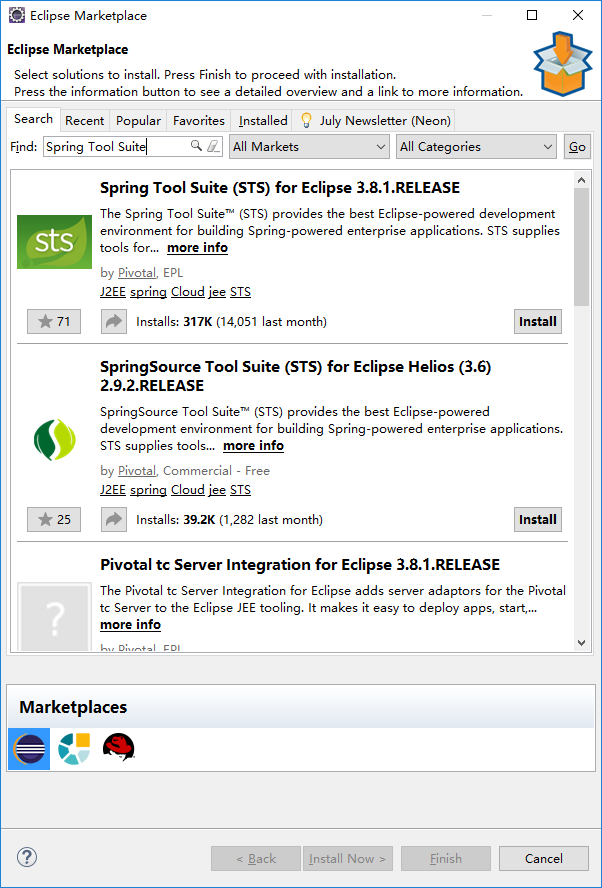 Eclipse Marketplace
Eclipse Marketplace
Select solutions to install. Press Finish to proceed with installation.
Press the information button to see a detailed overview and a link to more information.
Search Recent Popular Favorites Installed July Newsletter (Neon)
Find: Spring Tool Suite All Markets All Categories Go
Spring Tool Suite (STS) for Eclipse 3.8.1.RELEASE
sts
The Spring Tool Suite™ (STS) provides the best Eclipse-powered development
environment for building Spring-powered enterprise applications. STS supplies
tools for... more info
by Pivotal, EPL
J2EE spring Cloud jee STS
71 Installs: 317K (14,051 last month) Install
SpringSource Tool Suite (STS) for Eclipse Helios (3.6)
2.9.2.RELEASE
SpringSource Tool Suite™ (STS) provides the best Eclipse-powered
development environment for building Spring-powered enterprise applications.
STS supplies tools... more info
by Pivotal, Commercial - Free
J2EE spring Cloud jee STS
25 Installs: 39.2K (1,282 last month) Install
Pivotal tc Server Integration for Eclipse 3.8.1.RELEASE
?
The Pivotal tc Server Integration for Eclipse adds server adaptors for the Pivotal
tc Server to the Eclipse JEE tooling. It makes it easy to deploy apps, start,...
more info
by Pivotal, EPL
Marketplaces
? < Back Install Now > Finish Cancel